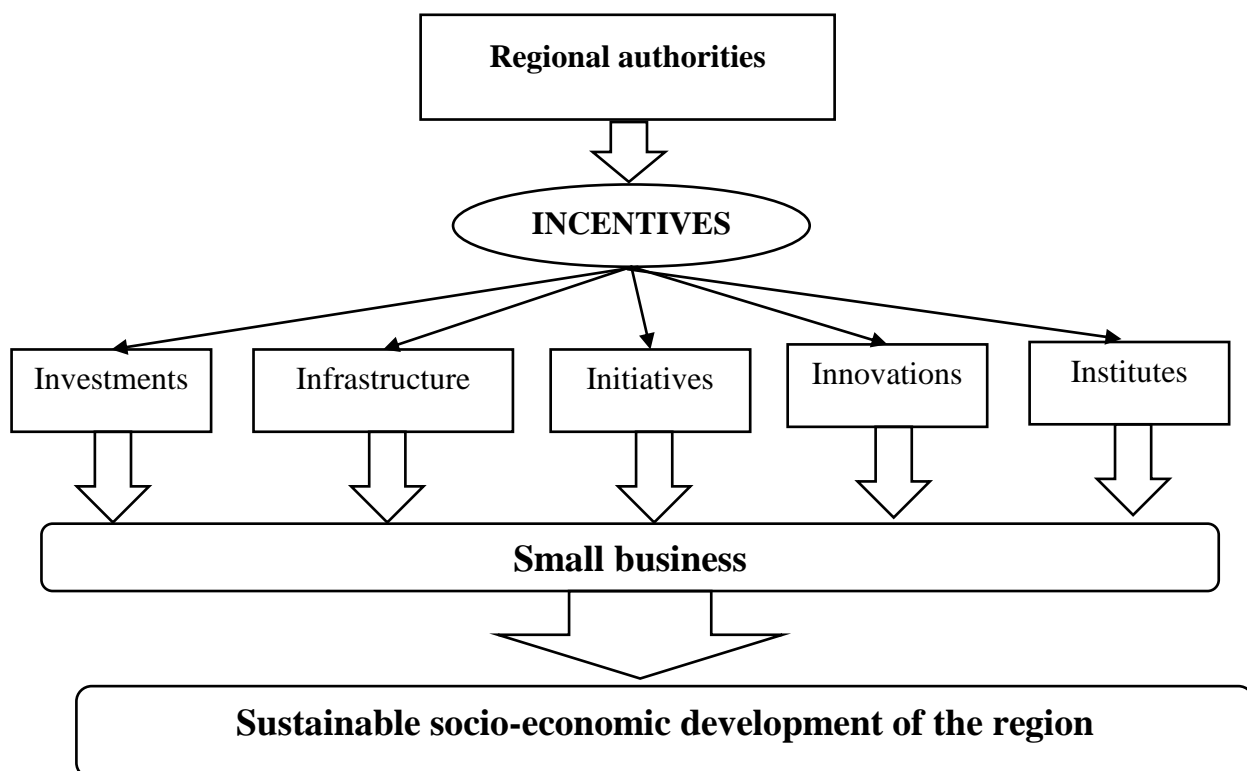 Regional authorities
INCENTIVES
Investments
Infrastructure
Initiatives
Innovations
Institutes
Small business
Sustainable socio-economic development of the region